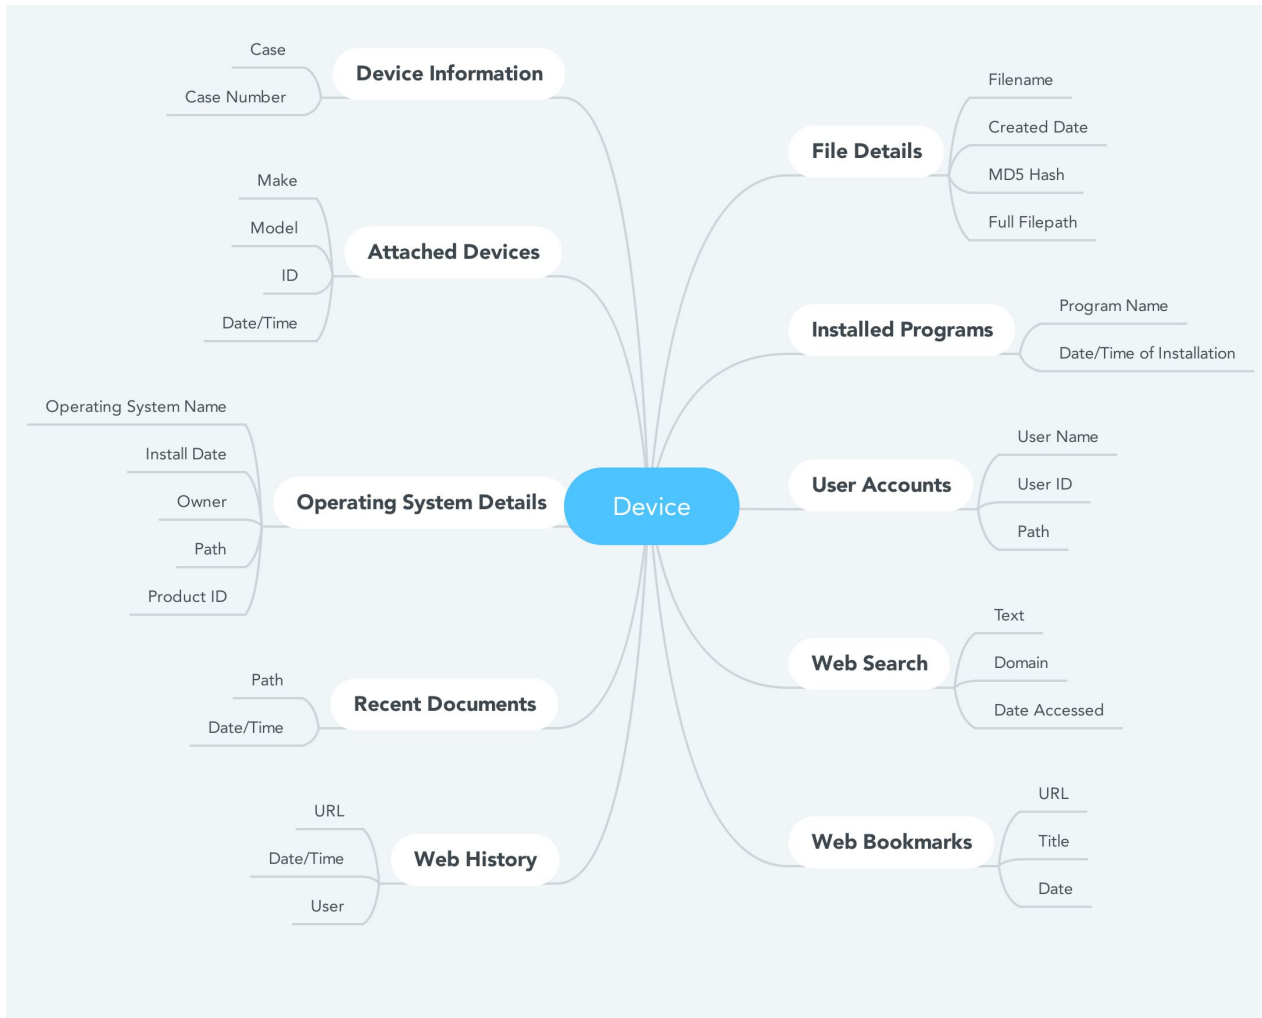 Device
Device Information
Case
Case Number
Attached Devices
Make
Model
ID
Date/Time
Operating System Details
Operating System Name
Install Date
Owner
Path
Product ID
Recent Documents
Path
Date/Time
Web History
URL
Date/Time
User
File Details
Filename
Created Date
MD5 Hash
Full Filepath
Installed Programs
Program Name
Date/Time of Installation
User Accounts
User Name
User ID
Path
Web Search
Text
Domain
Date Accessed
Web Bookmarks
URL
Title
Date